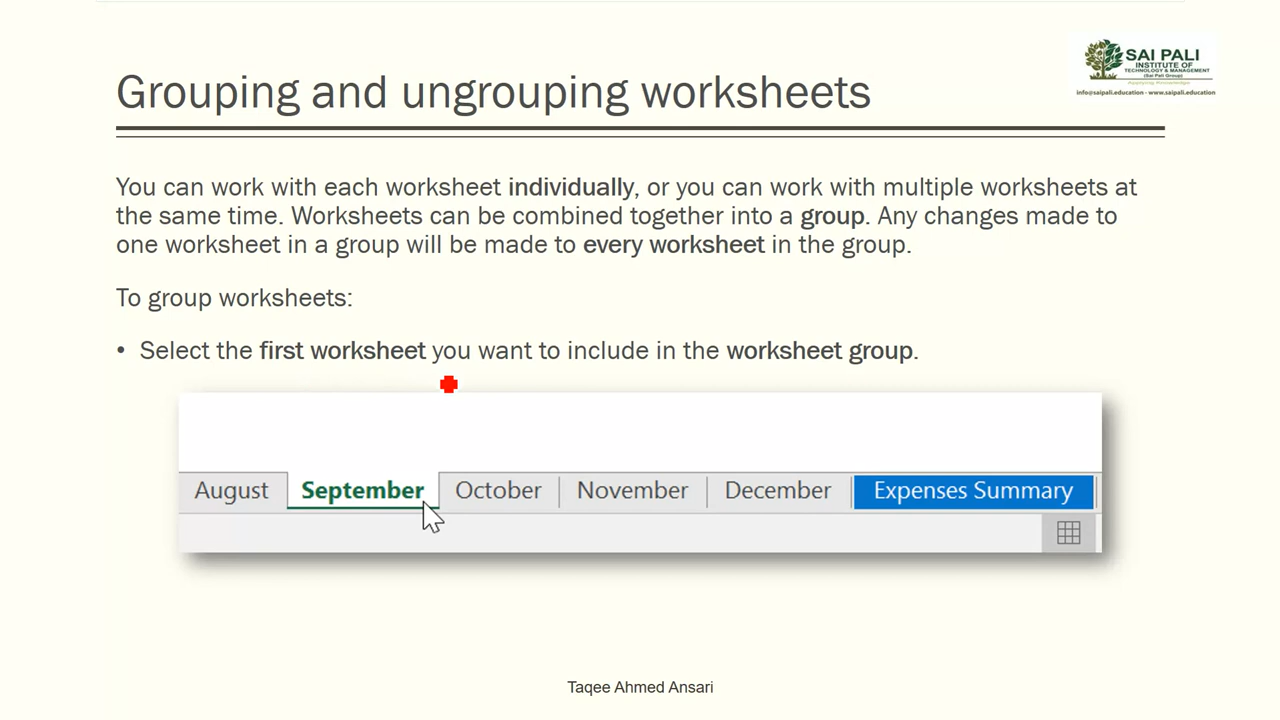 SAI PALI
INSTITUTE OF
TECHNOLOGY & MANAGEMENT
(Sai Pali Group)
info@saipali.education - www.saipali.education
Grouping and ungrouping worksheets
You can work with each worksheet individually, or you can work with multiple worksheets at
the same time. Worksheets can be combined together into a group. Any changes made to
one worksheet in a group will be made to every worksheet in the group.
To group worksheets:
• Select the first worksheet you want to include in the worksheet group.
August September October November December Expenses Summary
Taqee Ahmed Ansari